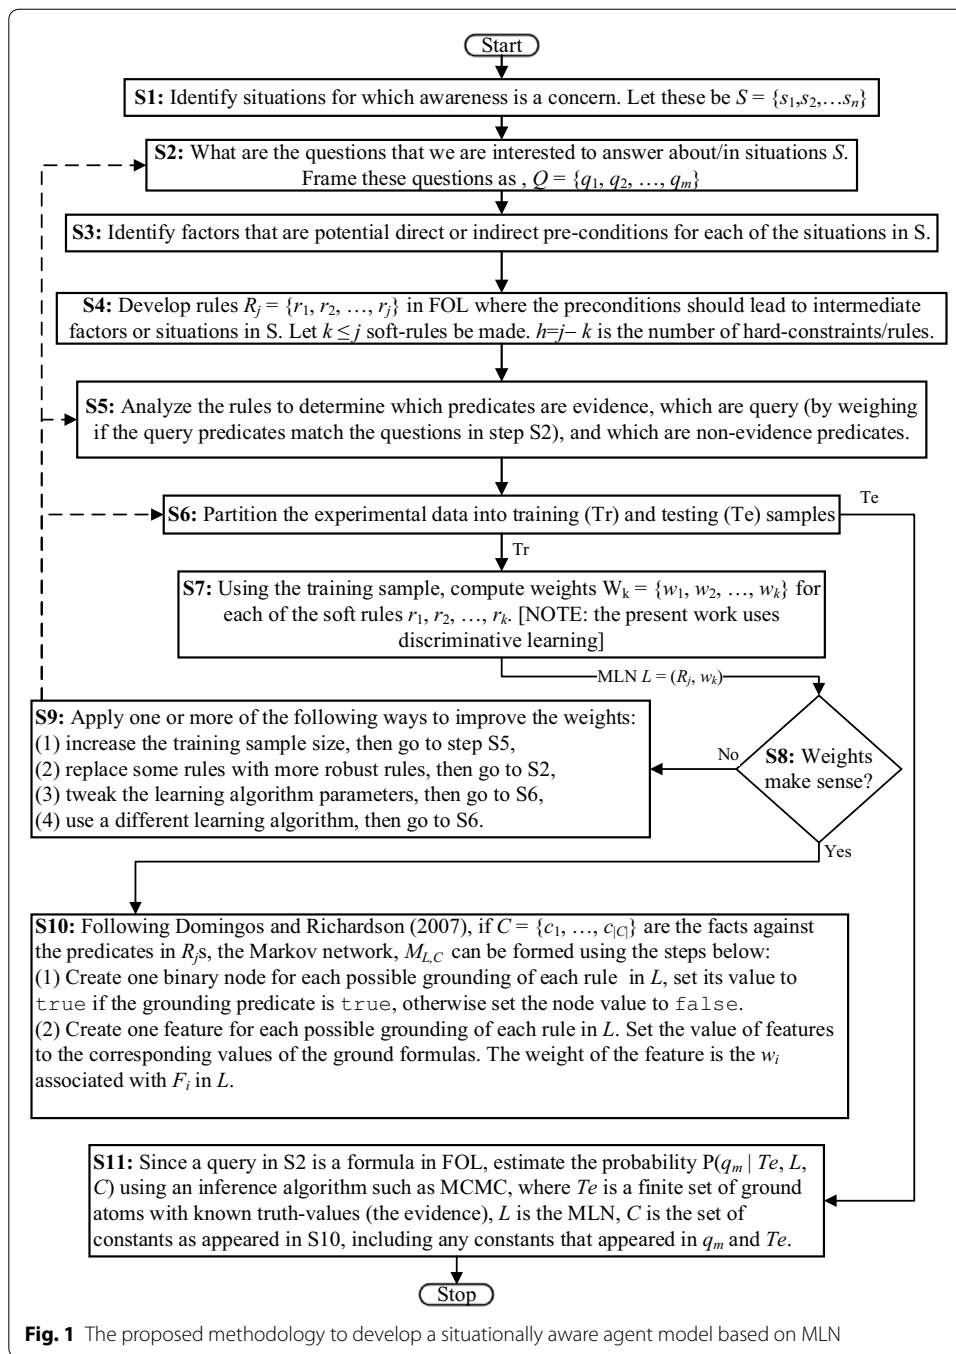 Start
S1: Identify situations for which awareness is a concern. Let these be S = {s1,s2,…sn}
S2: What are the questions that we are interested to answer about/in situations S.
Frame these questions as , Q = {q1, q2, …, qm}
S3: Identify factors that are potential direct or indirect pre-conditions for each of the situations in S.
S4: Develop rules Rj = {r1, r2, …, rj} in FOL where the preconditions should lead to intermediate
factors or situations in S. Let k ≤ j soft-rules be made. h=j– k is the number of hard-constraints/rules.
S5: Analyze the rules to determine which predicates are evidence, which are query (by weighing
if the query predicates match the questions in step S2), and which are non-evidence predicates.
Te
S6: Partition the experimental data into training (Tr) and testing (Te) samples
Tr
S7: Using the training sample, compute weights Wk = {w1, w2, …, wk} for
each of the soft rules r1, r2, …, rk. [NOTE: the present work uses
discriminative learning]
MLN L = (Rj, wk)
S8: Weights
make sense?
No
Yes
S9: Apply one or more of the following ways to improve the weights:
(1) increase the training sample size, then go to step S5,
(2) replace some rules with more robust rules, then go to S2,
(3) tweak the learning algorithm parameters, then go to S6,
(4) use a different learning algorithm, then go to S6.
S10: Following Domingos and Richardson (2007), if C = {c1, …, c|C|} are the facts against
the predicates in Rjs, the Markov network, ML,C can be formed using the steps below:
(1) Create one binary node for each possible grounding of each rule in L, set its value to
true if the grounding predicate is true, otherwise set the node value to false.
(2) Create one feature for each possible grounding of each rule in L. Set the value of features
to the corresponding values of the ground formulas. The weight of the feature is the wi
associated with Fi in L.
S11: Since a query in S2 is a formula in FOL, estimate the probability P(qm | Te, L,
C) using an inference algorithm such as MCMC, where Te is a finite set of ground
atoms with known truth-values (the evidence), L is the MLN, C is the set of
constants as appeared in S10, including any constants that appeared in qm and Te.
Stop
Fig. 1 The proposed methodology to develop a situationally aware agent model based on MLN